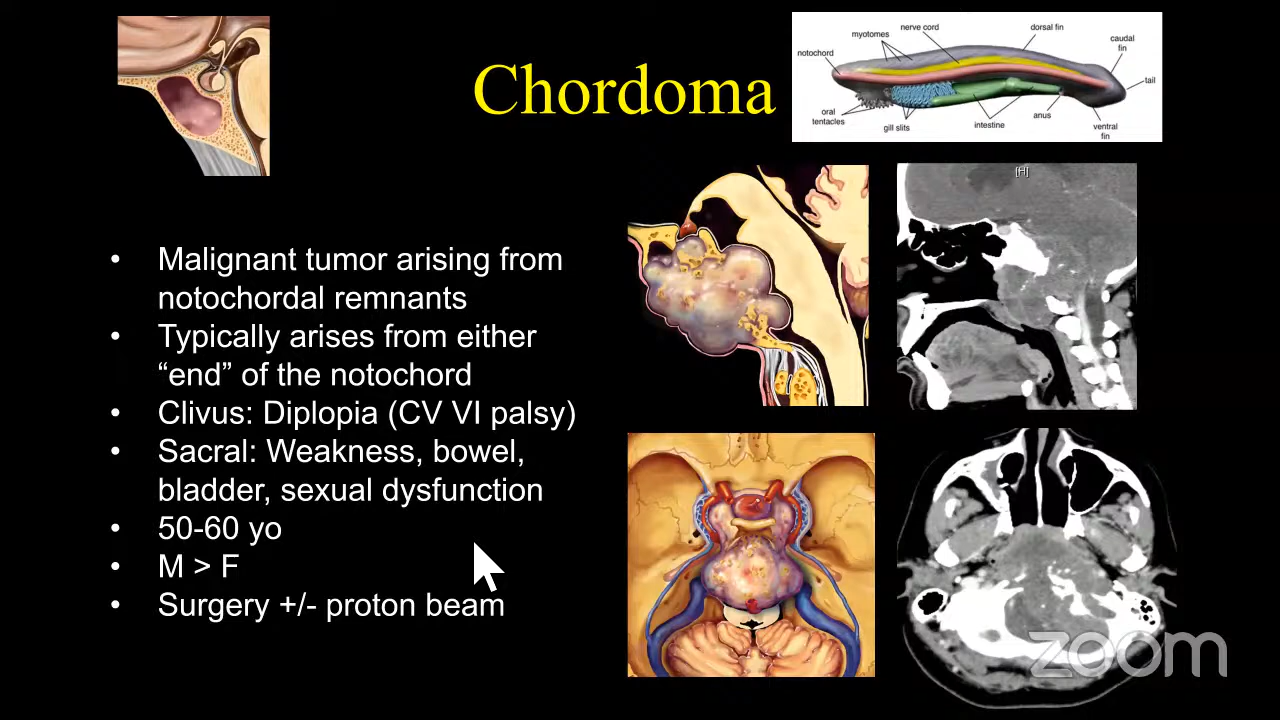 Chordoma
nerve cord
dorsal fin
myotomes
caudal
fin
notochord
tail
oral
tentacles
gill slits
intestine
anus
ventral
fin
[H]
• Malignant tumor arising from
notochordal remnants
• Typically arises from either
“end” of the notochord
• Clivus: Diplopia (CV VI palsy)
• Sacral: Weakness, bowel,
bladder, sexual dysfunction
• 50-60 yo
• M > F
• Surgery +/- proton beam
zoom